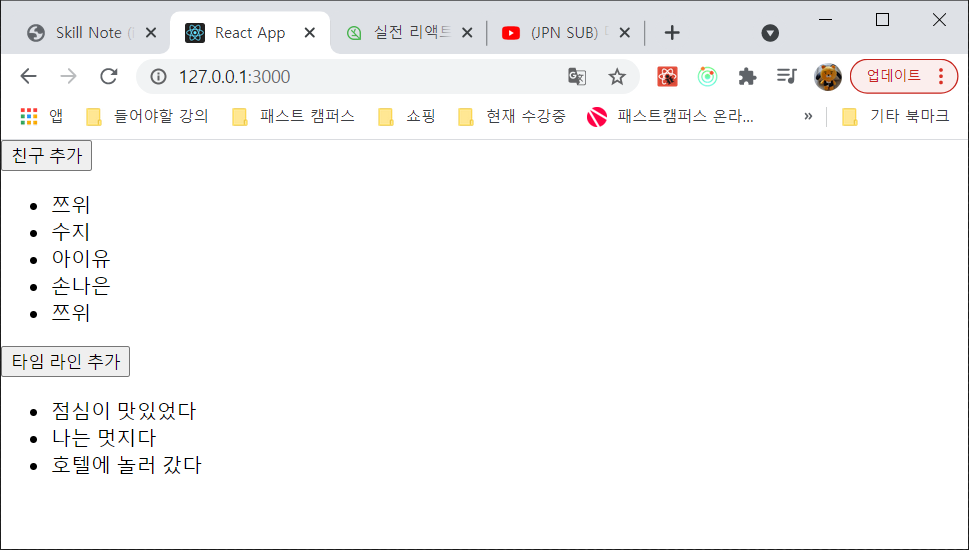 Skill Note (
React App
실전 리액트
(JPN SUB)
127.0.0.1:3000
업데이트
앱
들어야할 강의
패스트 캠퍼스
쇼핑
현재 수강중
패스트캠퍼스 온라...
»
기타 북마크
친구 추가
쯔위
수지
아이유
손나은
쯔위
타임 라인 추가
점심이 맛있었다
나는 멋지다
호텔에 놀러 갔다